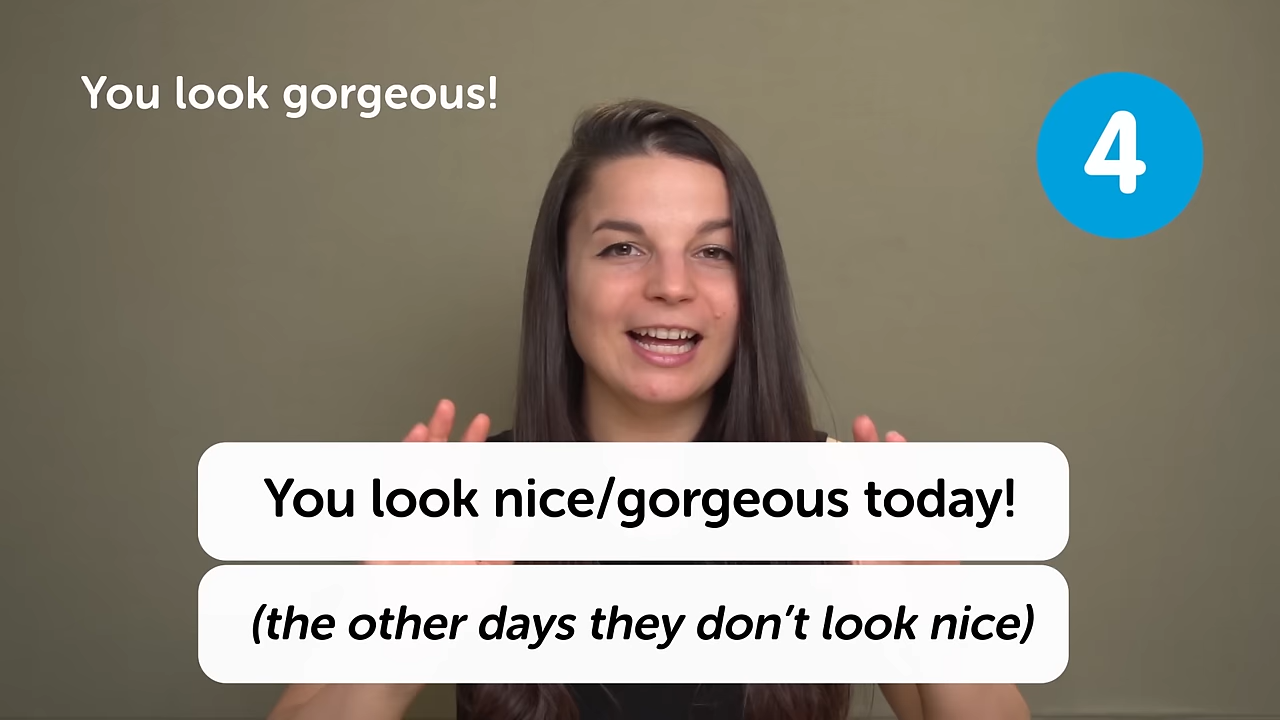 You look gorgeous!
4
You look nice/gorgeous today!
(the other days they don't look nice)